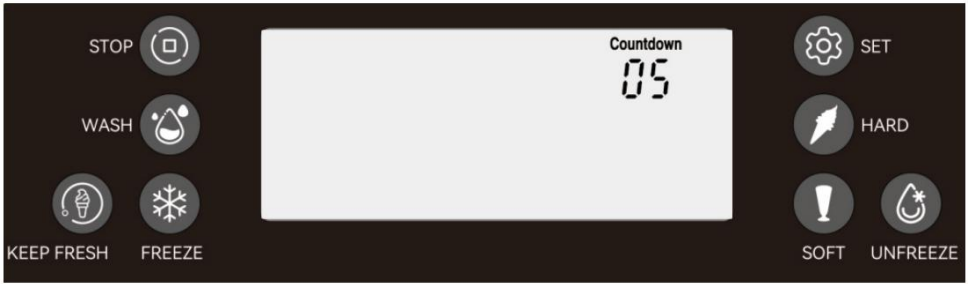 STOP
Countdown
05
SET
WASH
HARD
KEEP FRESH
FREEZE
SOFT
UNFREEZE